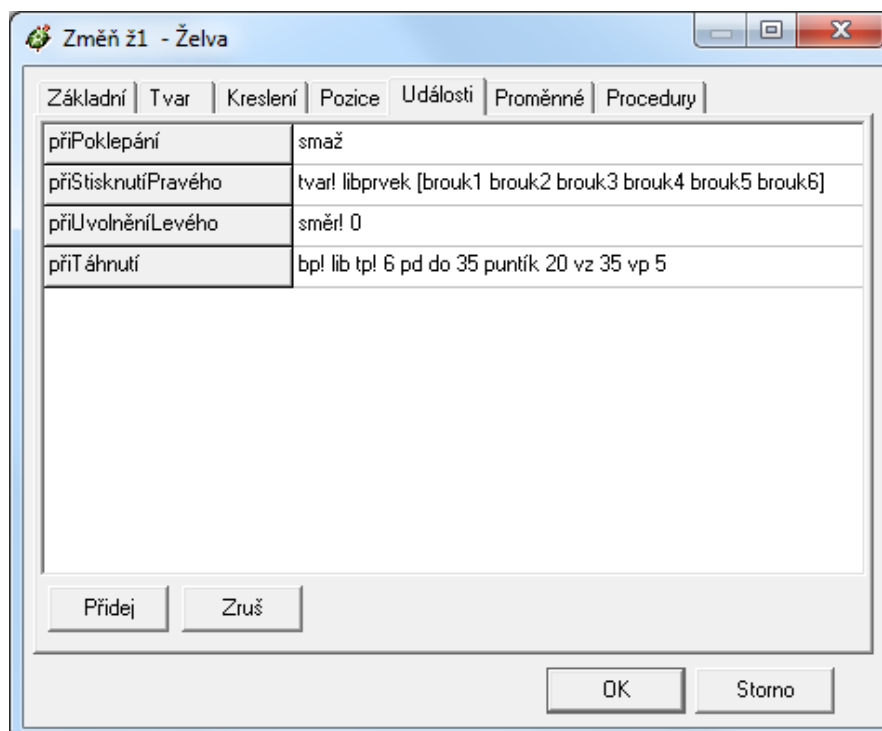 Změň ž1 - Želva
Základní Tvar Kreslení Pozice Události Proměnné Procedury
přiPoklepání smaž
přiStisknutíPravého tvar! libprvek [brouk1 brouk2 brouk3 brouk4 brouk5 brouk6]
přiUvolněníLevého směr! 0
přiTáhnutí bp! lib tp! 6 pd do 35 puntík 20 vz 35 vp 5
Přidej Zruš
OK Storno